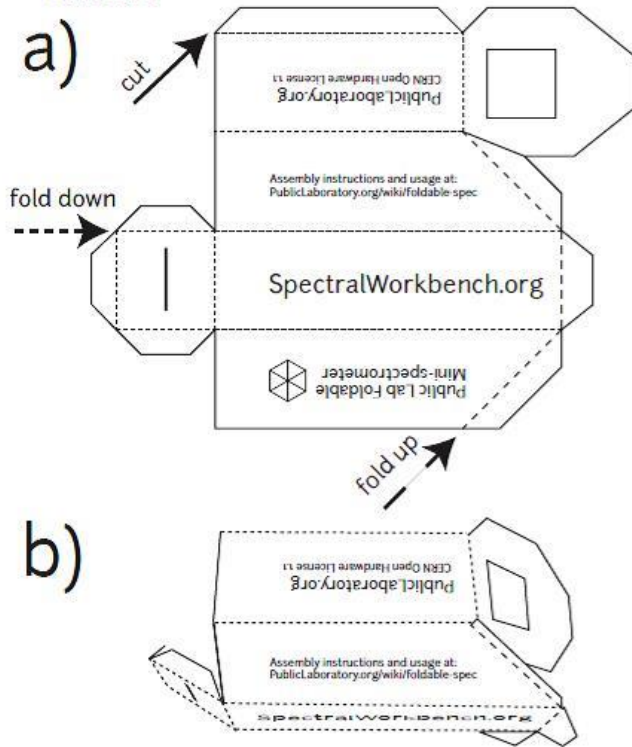 a)
cut
CERN Open Hardware License 1.1
PublicLaboratory.org
Assembly instructions and usage at:
PublicLaboratory.org/wiki/foldable-spec
fold down
SpectralWorkbench.org
Public Lab Foldable
Mini-spectrometer
fold up
b)
CERN Open Hardware License 1.1
PublicLaboratory.org
Assembly instructions and usage at:
PublicLaboratory.org/wiki/foldable-spec
SpectralWorkbench.org